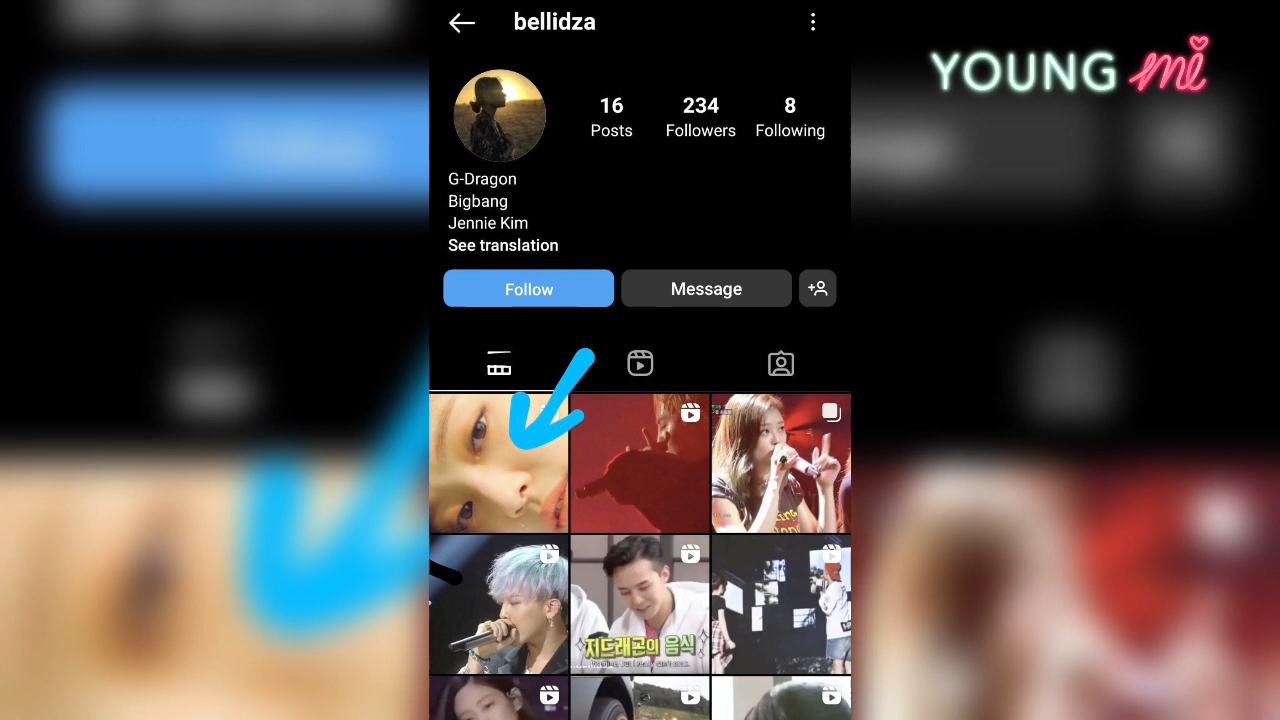 bellidza
YOUNG mi
16
234
8
Posts
Followers
Following
G-Dragon
Bigbang
Jennie Kim
See translation
Follow
Message
지드래곤의 음식